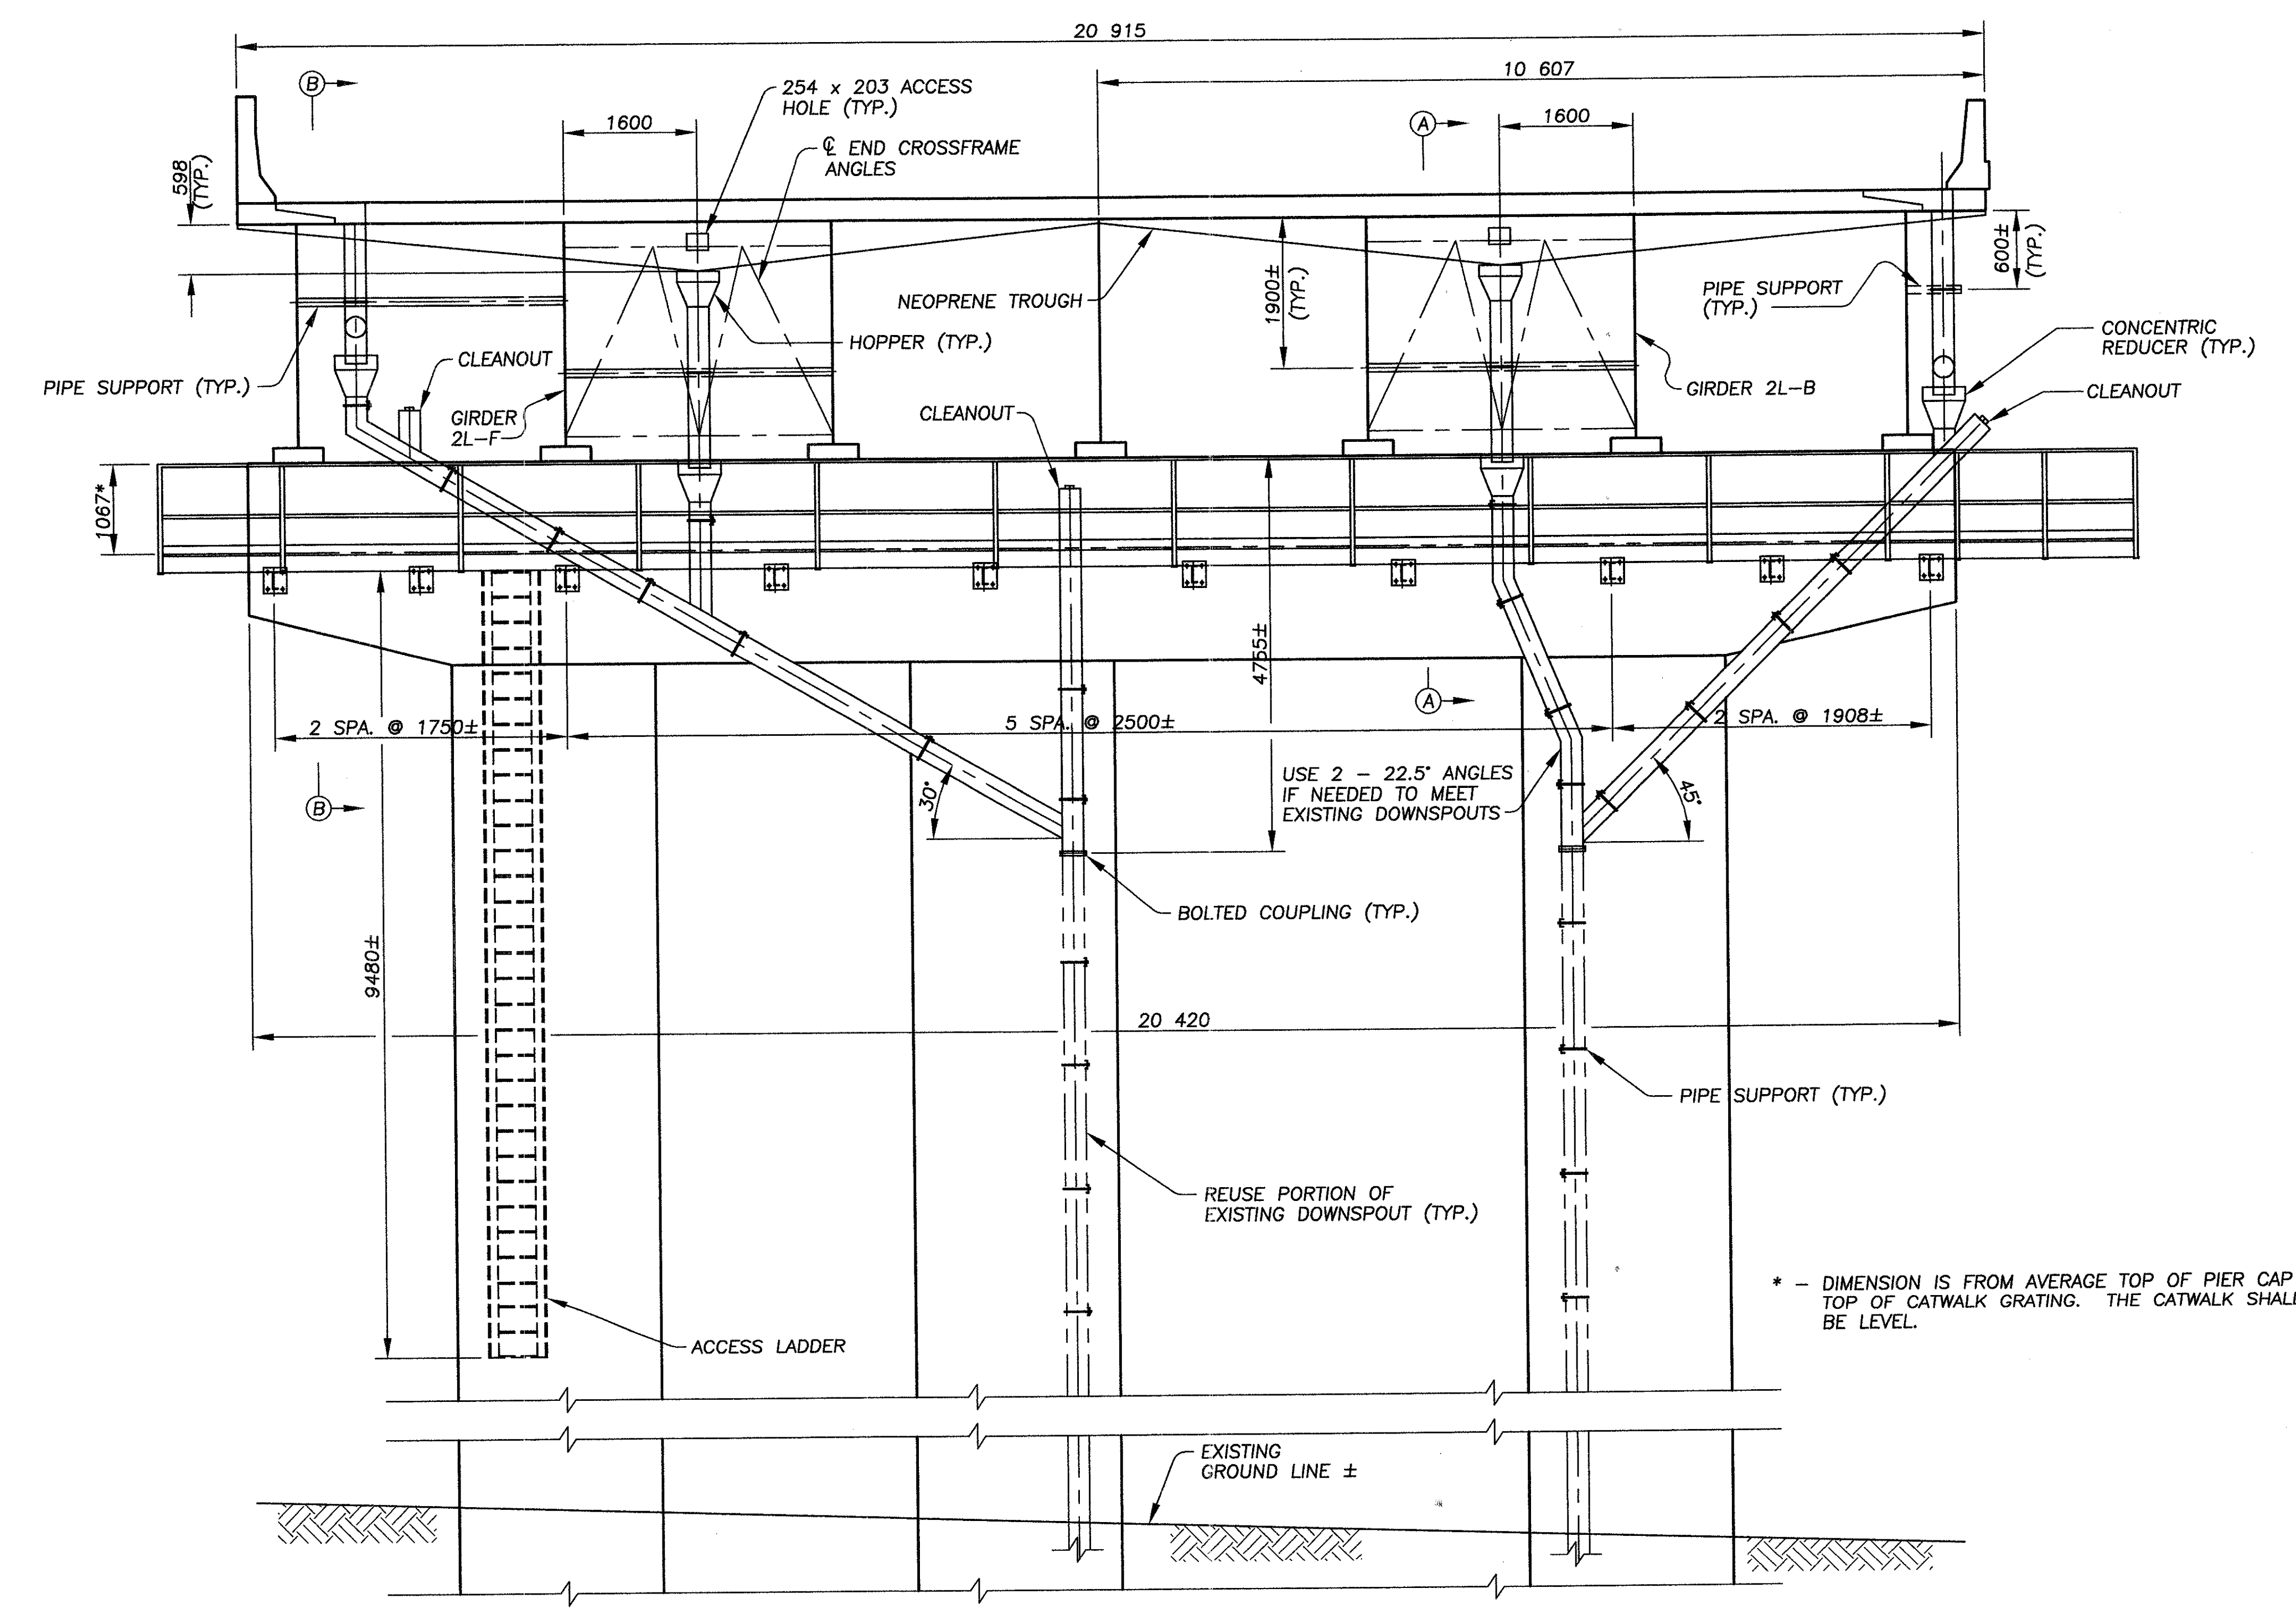 20 915
10 607
B
254 x 203 ACCESS
HOLE (TYP.)
1600
A
1600
℄ END CROSSFRAME
ANGLES
598
(TYP.)
600±
(TYP.)
1900±
(TYP.)
NEOPRENE TROUGH
PIPE SUPPORT
(TYP.)
CONCENTRIC
REDUCER (TYP.)
HOPPER (TYP.)
CLEANOUT
PIPE SUPPORT (TYP.)
GIRDER 2L-B
CLEANOUT
GIRDER
2L-F
CLEANOUT
1067*
4755±
A
2 SPA. @ 1750±
5 SPA. @ 2500±
2 SPA. @ 1908±
B
30°
USE 2 - 22.5° ANGLES
IF NEEDED TO MEET
EXISTING DOWNSPOUTS
45°
BOLTED COUPLING (TYP.)
9480±
20 420
PIPE SUPPORT (TYP.)
REUSE PORTION OF
EXISTING DOWNSPOUT (TYP.)
* - DIMENSION IS FROM AVERAGE TOP OF PIER CAP
TOP OF CATWALK GRATING. THE CATWALK SHALL
BE LEVEL.
ACCESS LADDER
EXISTING
GROUND LINE ±